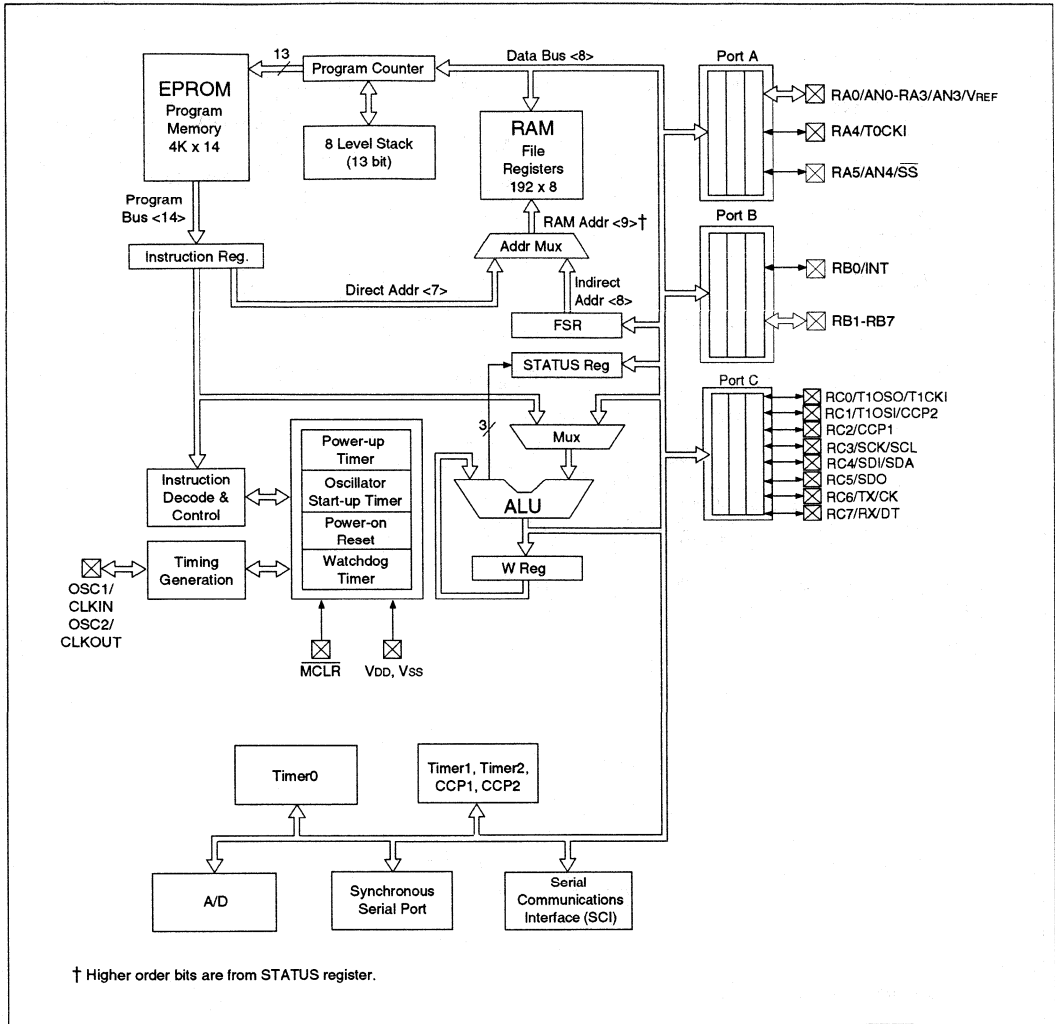 13
Program Counter
Data Bus <8>
Port A
EPROM
Program
Memory
4K x 14
8 Level Stack
(13 bit)
RAM
File
Registers
192 x 8
RA0/AN0-RA3/AN3/VREF
RA4/T0CKI
RA5/AN4/S̅S̅
Program
Bus <14>
RAM Addr <9>†
Port B
Instruction Reg.
Addr Mux
RB0/INT
Direct Addr <7>
Indirect
Addr <8>
FSR
RB1-RB7
STATUS Reg
Port C
RC0/T1OSO/T1CKI
RC1/T1OSI/CCP2
RC2/CCP1
RC3/SCK/SCL
RC4/SDI/SDA
RC5/SDO
RC6/TX/CK
RC7/RX/DT
3
Mux
Power-up
Timer
Instruction
Decode &
Control
Oscillator
Start-up Timer
ALU
Power-on
Reset
Timing
Generation
Watchdog
Timer
W Reg
OSC1/
CLKIN
OSC2/
CLKOUT
M̅C̅L̅R̅
VDD, VSS
Timer0
Timer1, Timer2,
CCP1, CCP2
A/D
Synchronous
Serial Port
Serial
Communications
Interface (SCI)
† Higher order bits are from STATUS register.